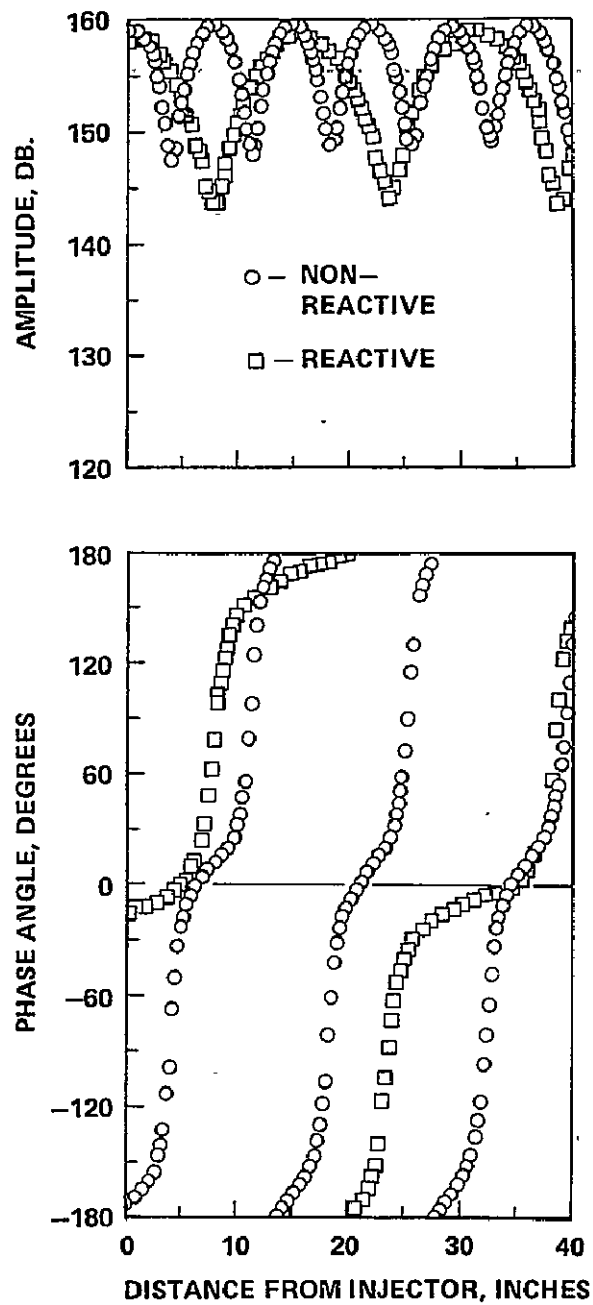 160
150
140
130
120
AMPLITUDE, DB.
○ – NON–
REACTIVE
□ – REACTIVE
180
120
60
0
–60
–120
–180
PHASE ANGLE, DEGREES
0 10 20 30 40
DISTANCE FROM INJECTOR, INCHES